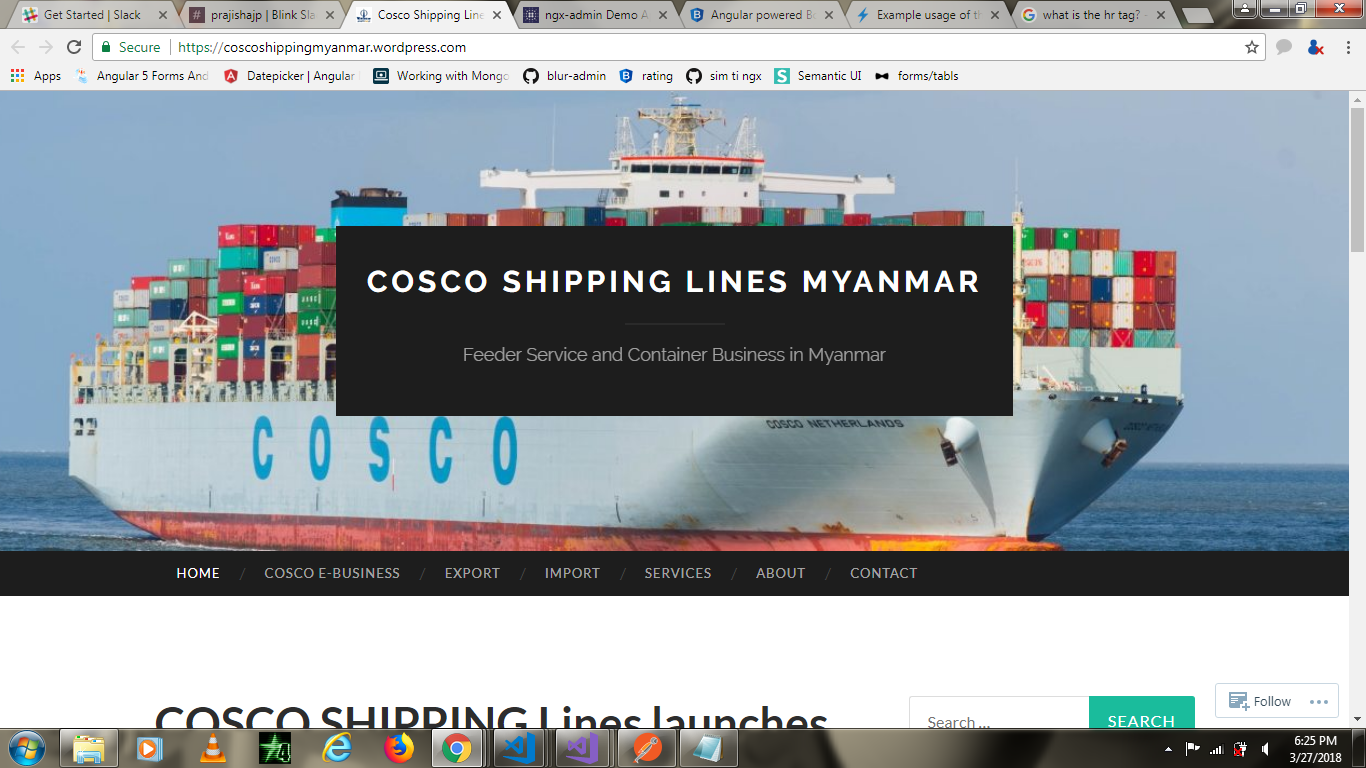 Get Started | Slack
prajishajp | Blink Sla
Cosco Shipping Line
ngx-admin Demo A
Angular powered Bo
Example usage of th
what is the hr tag? -
Secure
https://coscoshippingmyanmar.wordpress.com
Apps
Angular 5 Forms And
Datepicker | Angular
Working with Mongo
blur-admin
rating
sim ti ngx
Semantic UI
forms/tabls
COSCO SHIPPING LINES MYANMAR
Feeder Service and Container Business in Myanmar
COSCO NETHERLANDS
COSCO
HOME / COSCO E-BUSINESS / EXPORT / IMPORT / SERVICES / ABOUT / CONTACT
COSCO SHIPPING Lines launches
Search ...
SEARCH
Follow
6:25 PM
3/27/2018